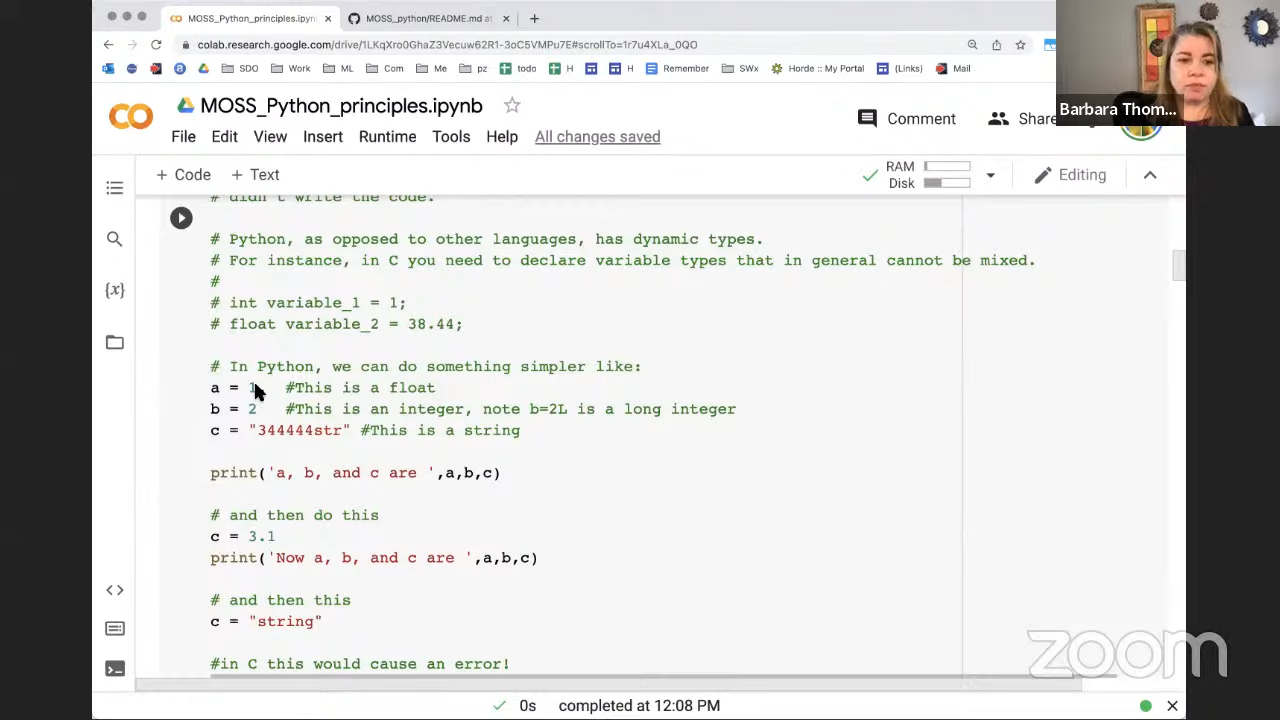 MOSS_Python_principles.ipyn
MOSS_python/README.md at
colab.research.google.com/drive/1LKqXro0GhaZ3Vecuw62R1-3oC5VMPu7E#scrollTo=1r7u4XLa_0QO
SDO Work ML Com Me pz todo H H Remember SWx Horde :: My Portal (Links) Mail
Barbara Thom...
MOSS_Python_principles.ipynb
Comment Share
File Edit View Insert Runtime Tools Help All changes saved
+ Code + Text
RAM
Disk
Editing
# didn't write the code.
# Python, as opposed to other languages, has dynamic types.
# For instance, in C you need to declare variable types that in general cannot be mixed.
#
# int variable_1 = 1;
# float variable_2 = 38.44;
# In Python, we can do something simpler like:
a = 1 #This is a float
b = 2 #This is an integer, note b=2L is a long integer
c = "344444str" #This is a string
print('a, b, and c are ',a,b,c)
# and then do this
c = 3.1
print('Now a, b, and c are ',a,b,c)
# and then this
c = "string"
#in C this would cause an error!
zoom
0s completed at 12:08 PM